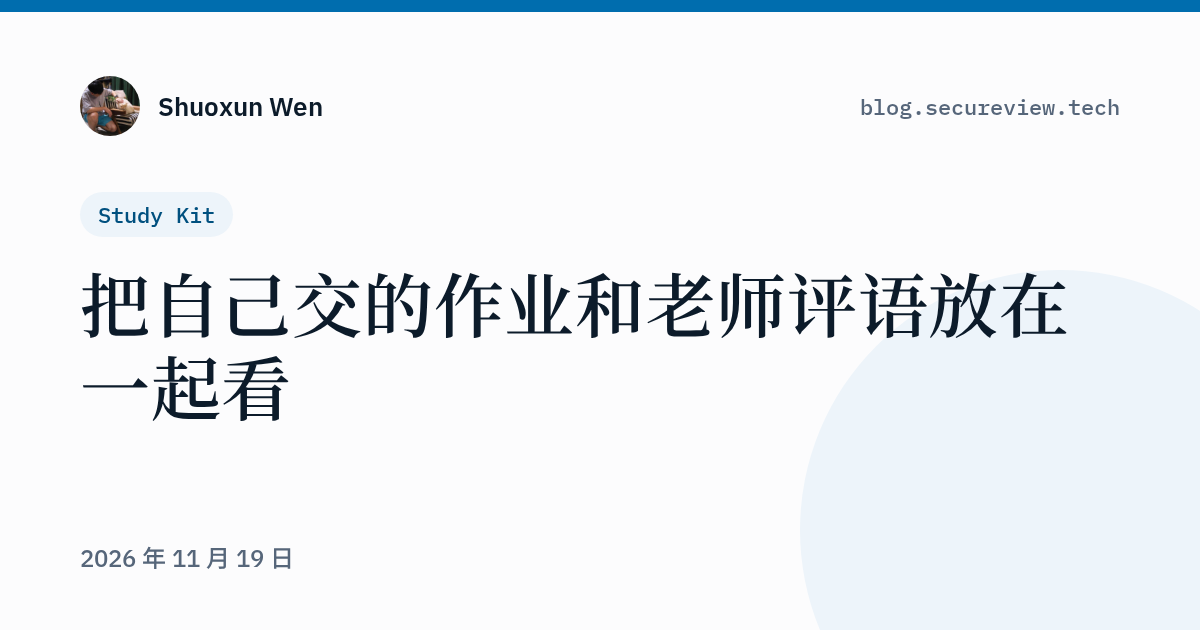 Shuoxun Wen
blog.secureview.tech
Study Kit
把自己交的作业和老师评语放在
一起看
2026 年 11 月 19 日